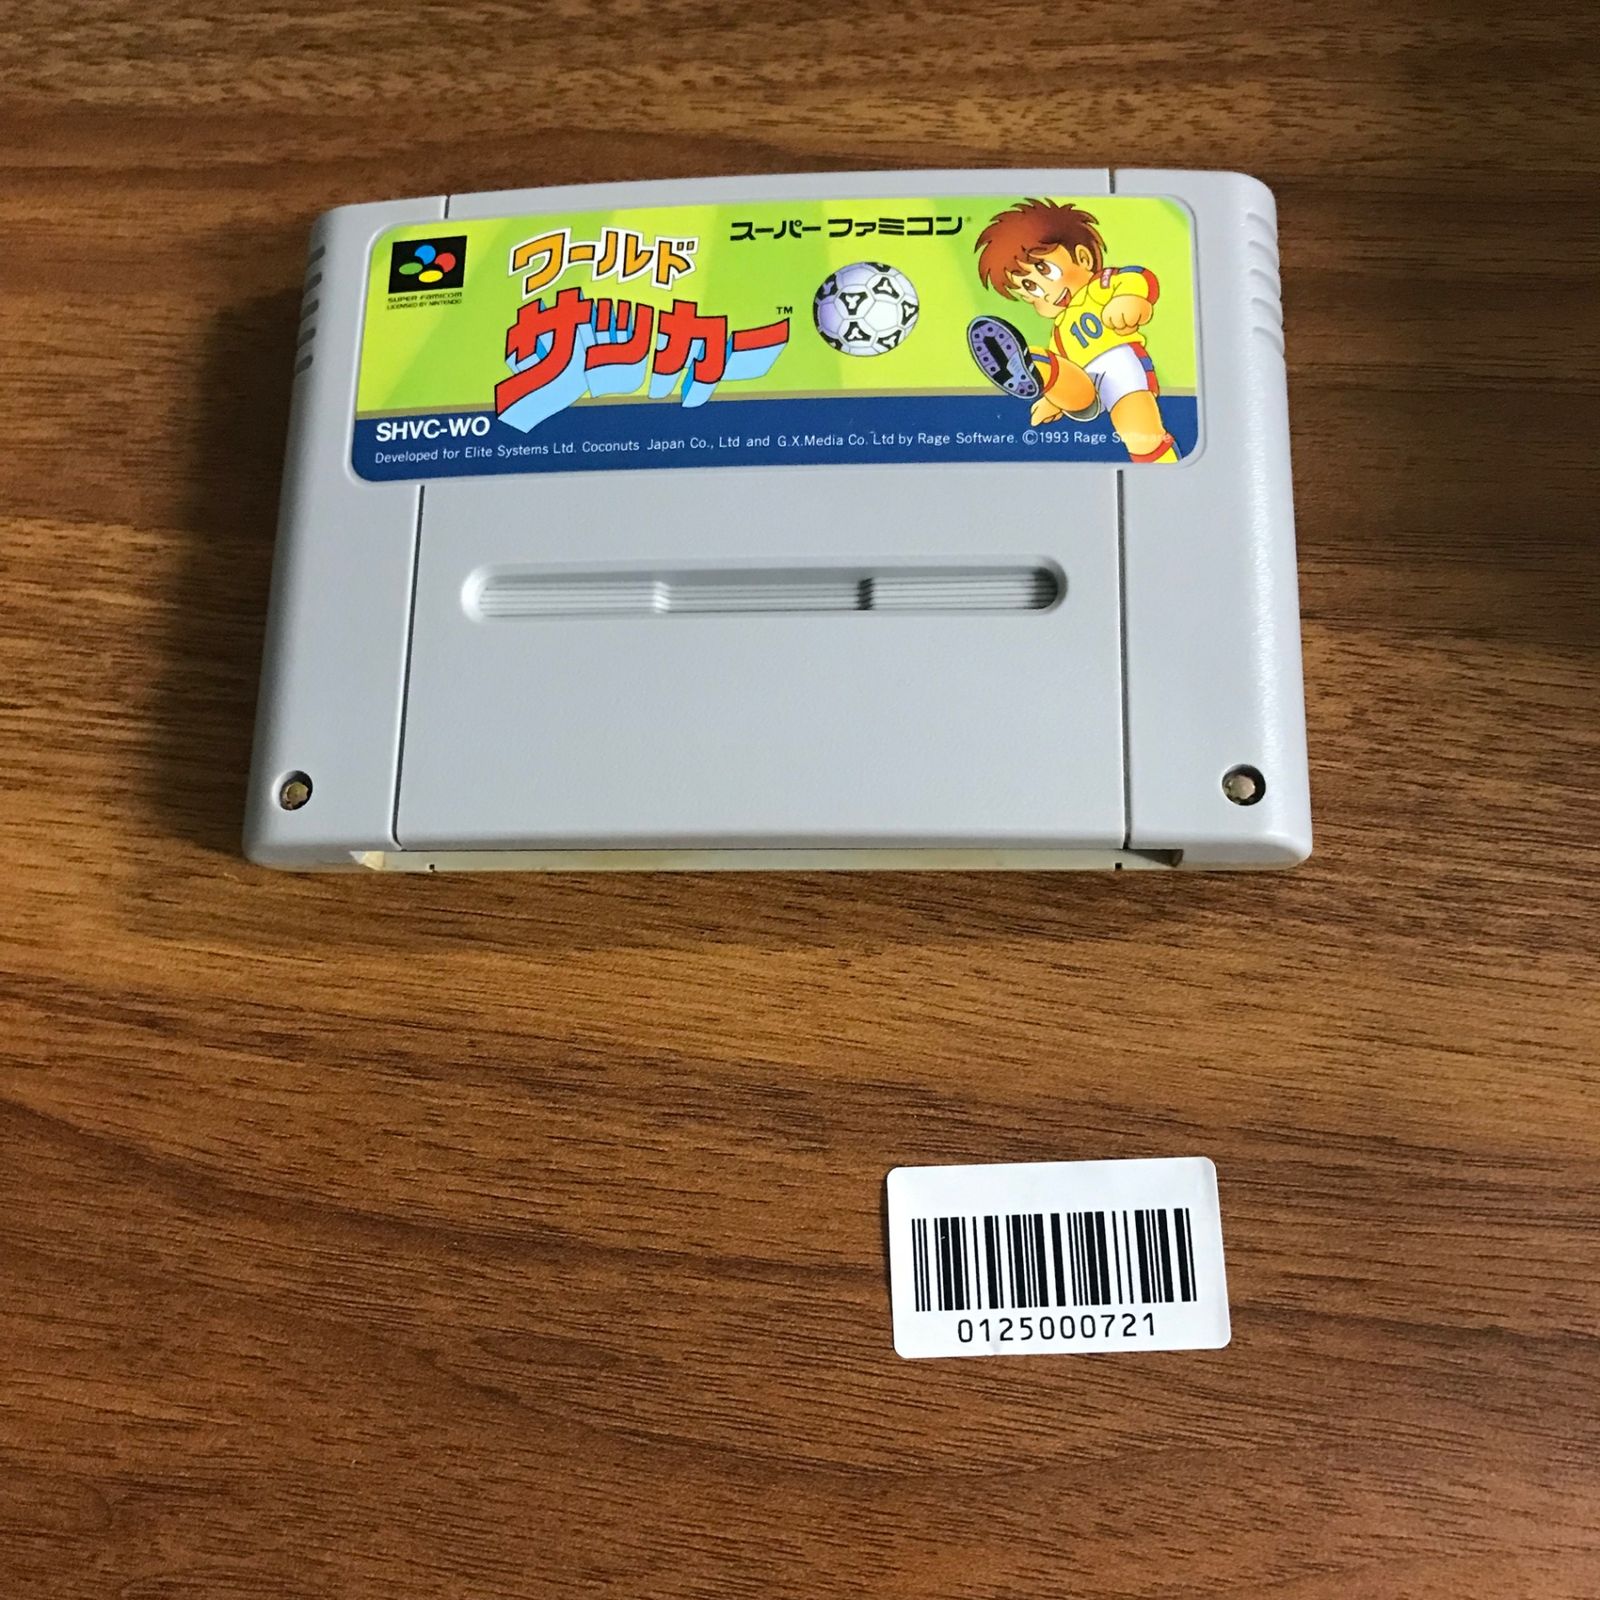 スーパーファミコン
ワールド
サッカー™
10
SUPER FAMICOM
LICENSED BY NINTENDO
SHVC-WO
Developed for Elite Systems Ltd. Coconuts Japan Co., Ltd and G.X.Media Co. Ltd by Rage Software. ©1993 Rage Software
0125000721